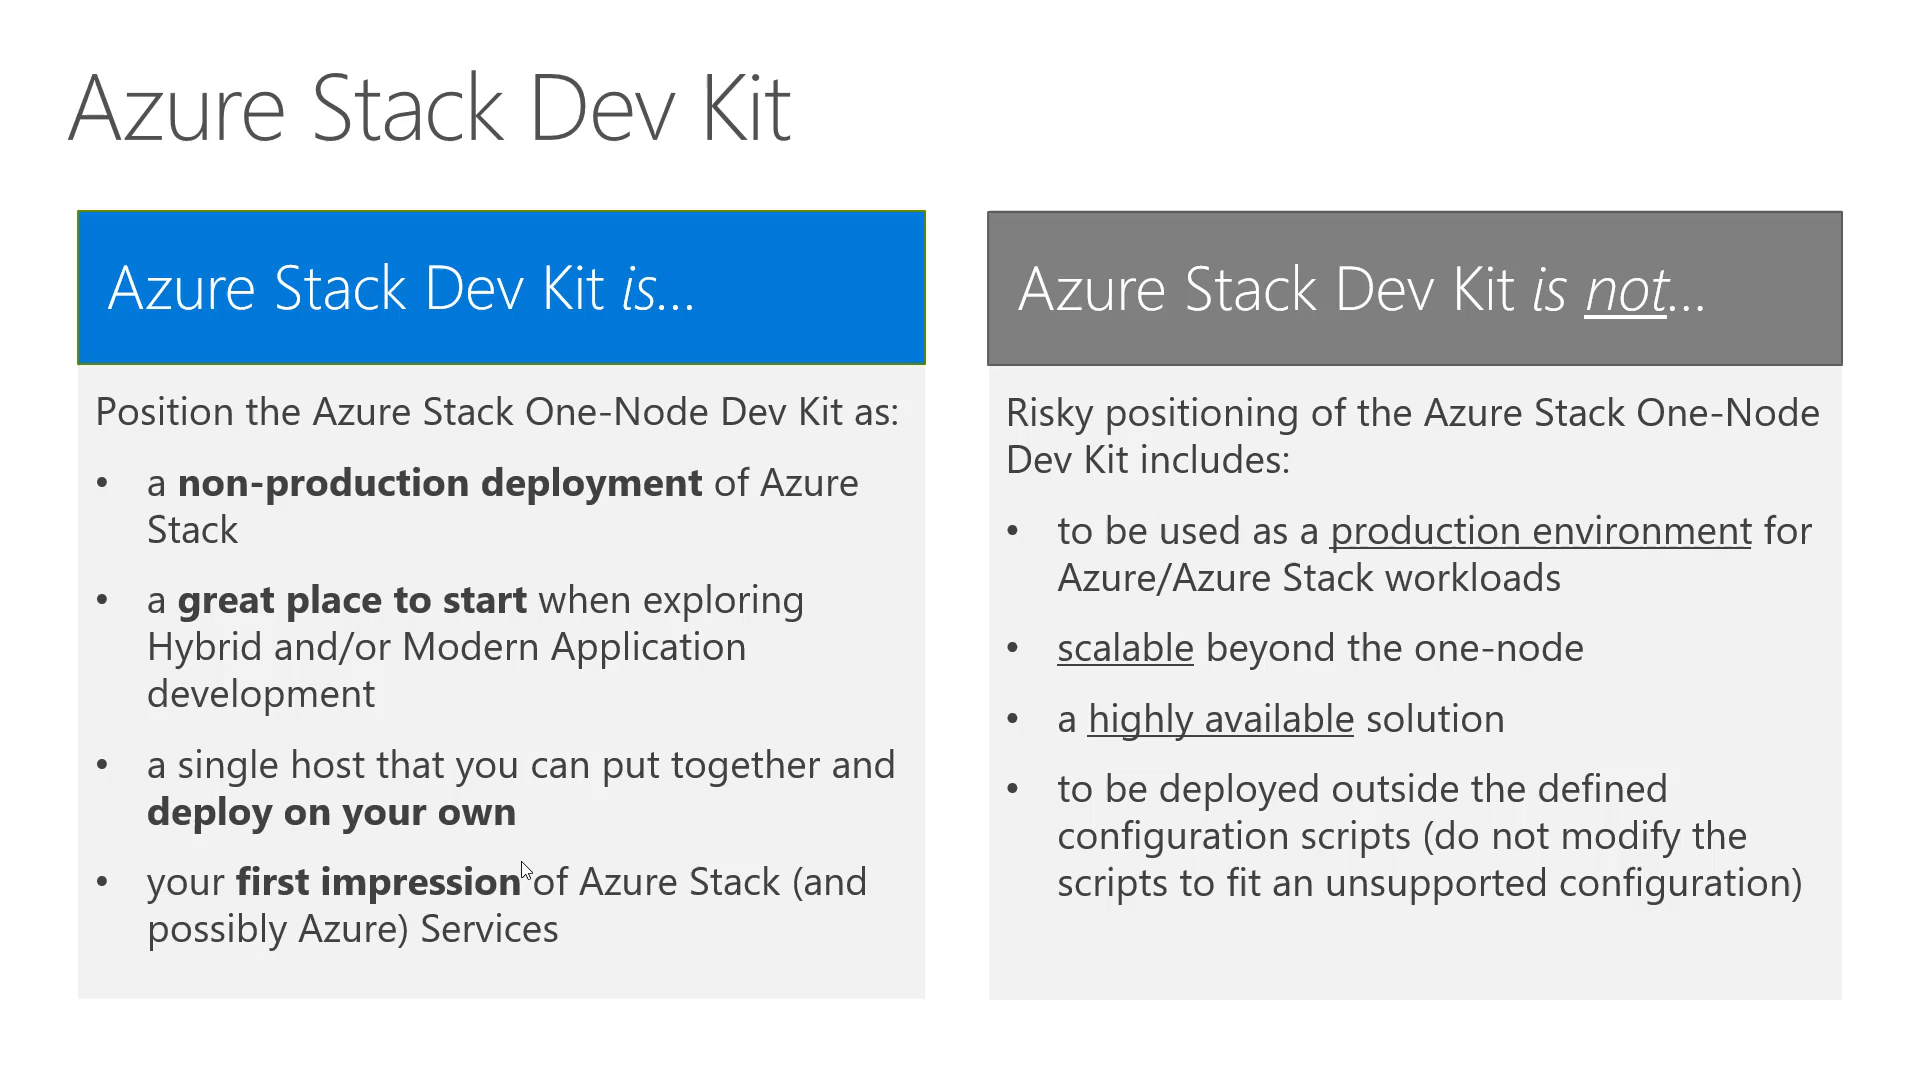 Azure Stack Dev Kit
Azure Stack Dev Kit is...
Position the Azure Stack One-Node Dev Kit as:
• a non-production deployment of Azure
Stack
• a great place to start when exploring
Hybrid and/or Modern Application
development
• a single host that you can put together and
deploy on your own
• your first impression of Azure Stack (and
possibly Azure) Services
Azure Stack Dev Kit is not...
Risky positioning of the Azure Stack One-Node
Dev Kit includes:
• to be used as a production environment for
Azure/Azure Stack workloads
• scalable beyond the one-node
• a highly available solution
• to be deployed outside the defined
configuration scripts (do not modify the
scripts to fit an unsupported configuration)